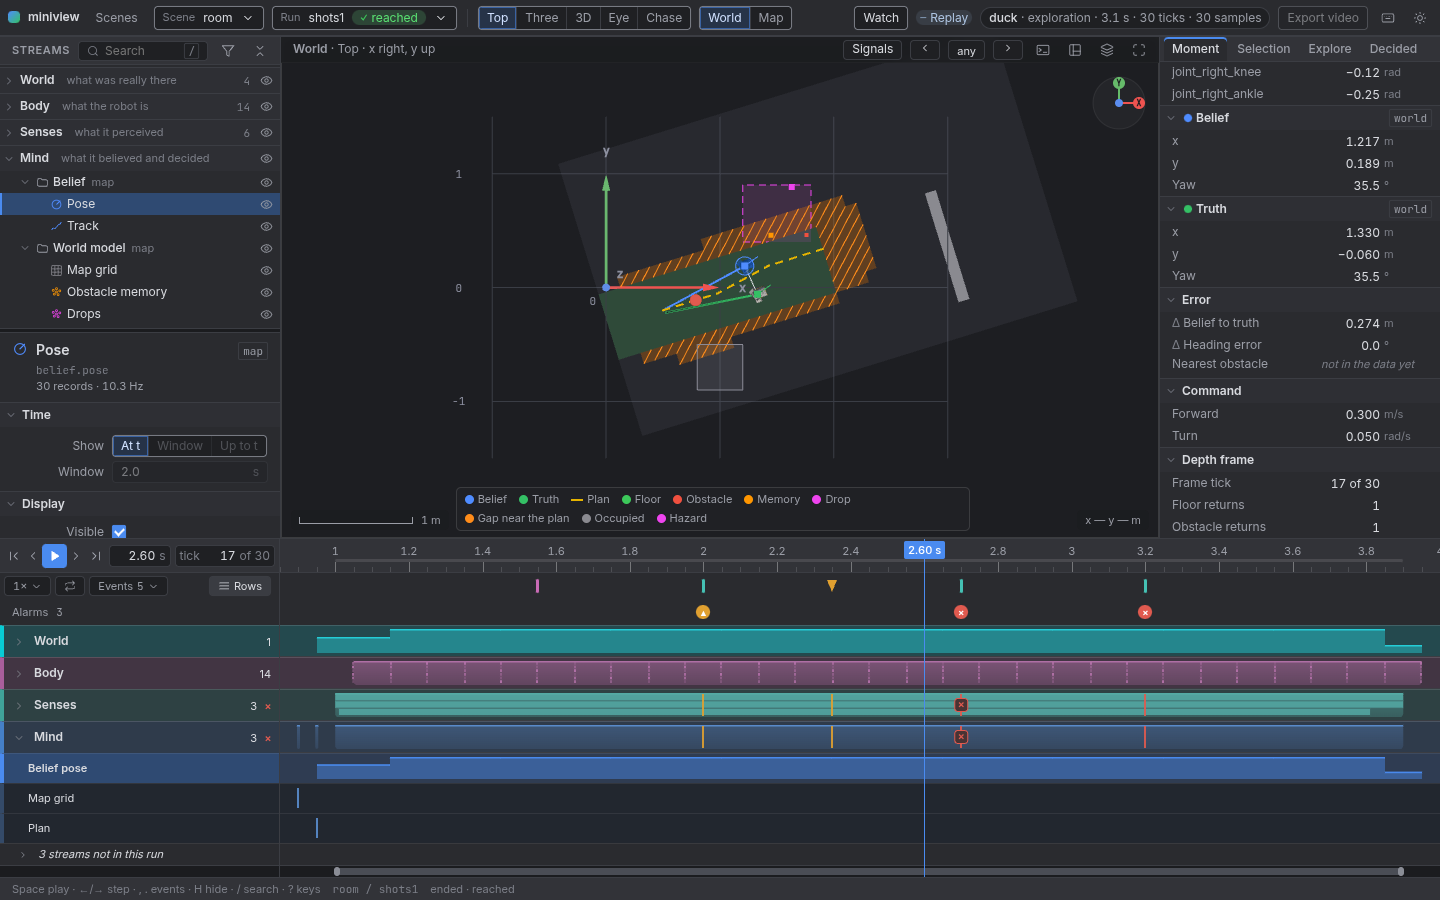 miniview Scenes Scene room Run shots1 ✓ reached Top Three 3D Eye Chase World Map Watch Replay duck · exploration · 3.1 s · 30 ticks · 30 samples Export video
STREAMS Search /
World · Top · x right, y up
Signals any
Moment Selection Explore Decided
World what was really there 4
Body what the robot is 14
Senses what it perceived 6
Mind what it believed and decided
Belief map
Pose
Track
World model map
Map grid
Obstacle memory
Drops
Pose map
belief.pose
30 records · 10.3 Hz
Time
Show At t Window Up to t
Window 2.0 s
Display
Visible
y
1
0
-1
0
z
x
Y
X
Belief Truth Plan Floor Obstacle Memory Drop
Gap near the plan Occupied Hazard
1 m
x — y — m
joint_right_knee −0.12 rad
joint_right_ankle −0.25 rad
Belief world
x 1.217 m
y 0.189 m
Yaw 35.5 °
Truth world
x 1.330 m
y −0.060 m
Yaw 35.5 °
Error
Δ Belief to truth 0.274 m
Δ Heading error 0.0 °
Nearest obstacle not in the data yet
Command
Forward 0.300 m/s
Turn 0.050 rad/s
Depth frame
Frame tick 17 of 30
Floor returns 1
Obstacle returns 1
2.60 s tick 17 of 30
1 1.2 1.4 1.6 1.8 2 2.2 2.4 2.60 s 2.8 3 3.2 3.4 3.6 3.8 4
1× Events 5 Rows
Alarms 3
World 1
Body 14
Senses 3 ×
Mind 3 ×
Belief pose
Map grid
Plan
3 streams not in this run
Space play · ←/→ step · , . events · H hide · / search · ? keys room / shots1 ended · reached